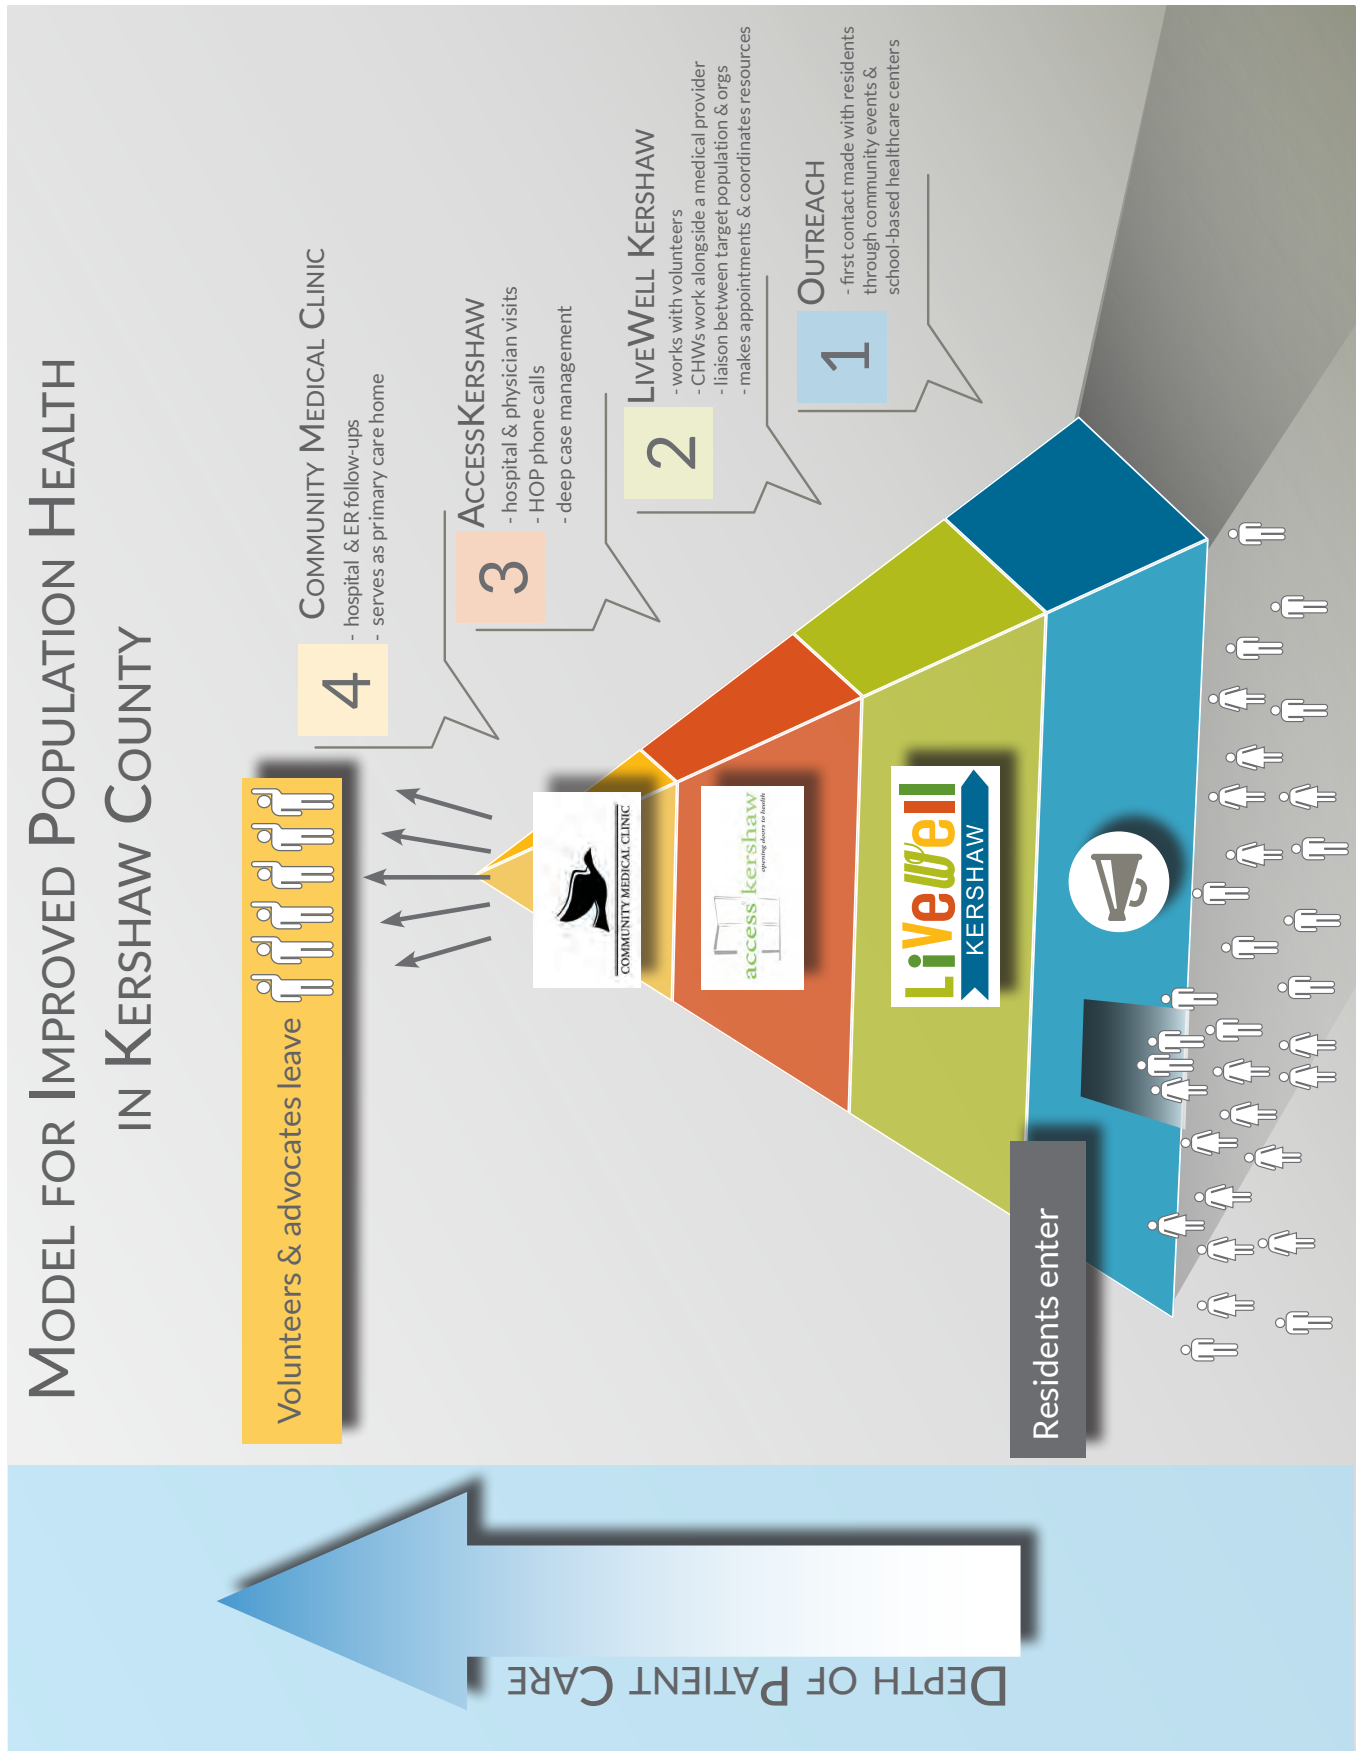 MODEL FOR IMPROVED POPULATION HEALTH
IN KERSHAW COUNTY
Volunteers & advocates leave
4
COMMUNITY MEDICAL CLINIC
- hospital & ER follow-ups
- serves as primary care home
3
ACCESSKERSHAW
- hospital & physician visits
- HOP phone calls
- deep case management
2
LIVEWELL KERSHAW
- works with volunteers
- CHWs work alongside a medical provider
- liaison between target population & orgs
- makes appointments & coordinates resources
1
OUTREACH
- first contact made with residents
through community events &
school-based healthcare centers
COMMUNITY MEDICAL CLINIC
access kershaw
opening doors to health
LiveWell
KERSHAW
Residents enter
DEPTH OF PATIENT CARE